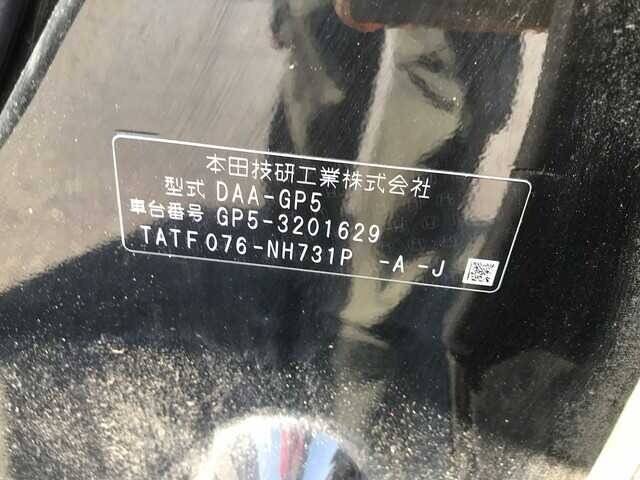 本田技研工業株式会社
型式 DAA-GP5
車台番号 GP5-3201629
TATF076-NH731P -A -J